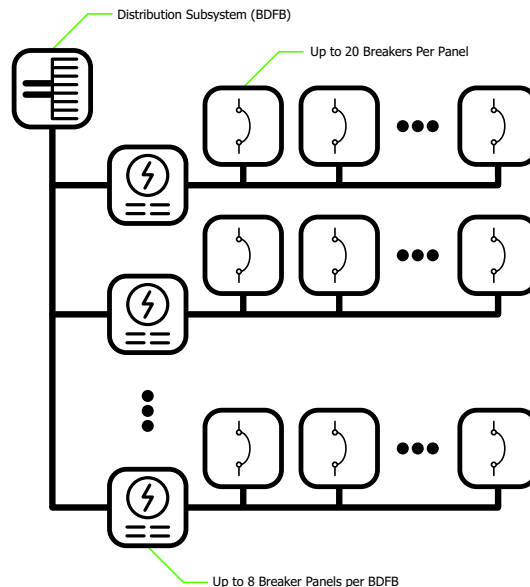 Distribution Subsystem (BDFB)
Up to 20 Breakers Per Panel
Up to 8 Breaker Panels per BDFB